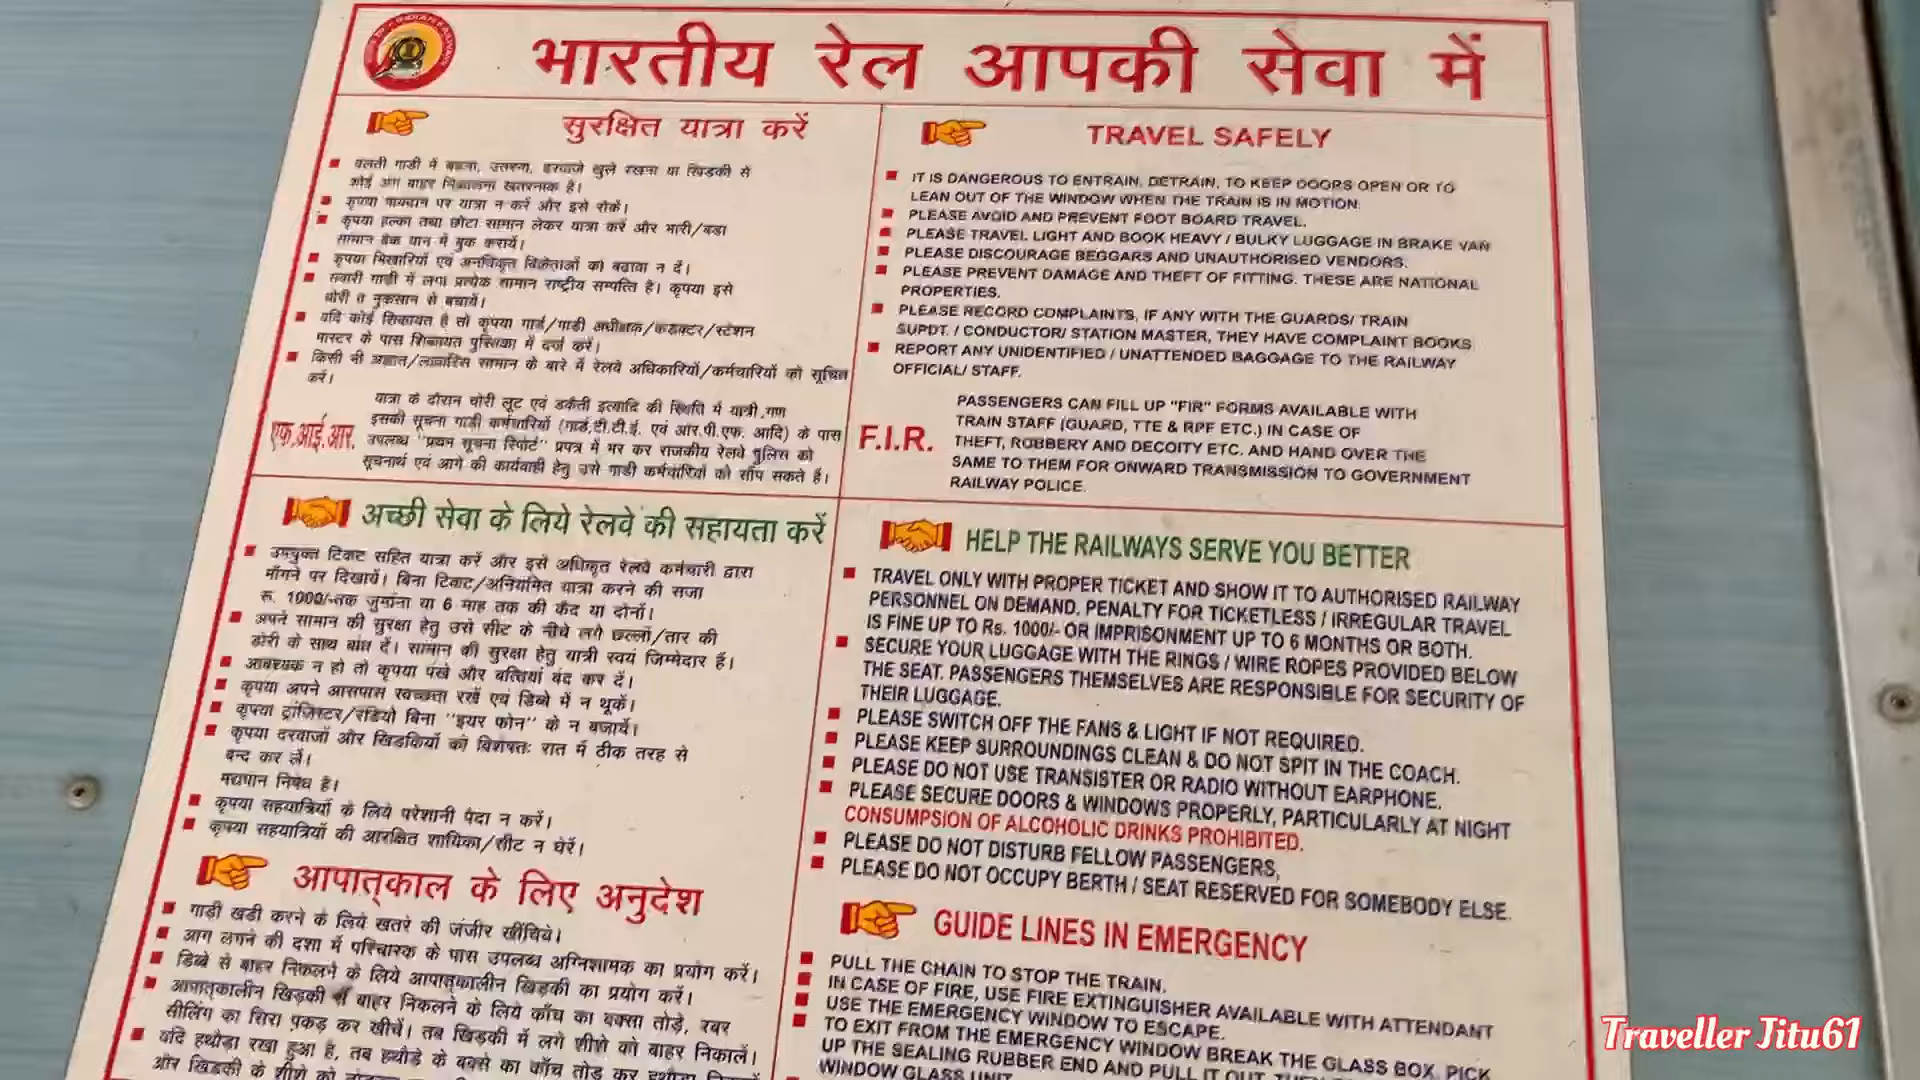 भारतीय रेल आपकी सेवा में
सुरक्षित यात्रा करें
चलती गाडी में चढना, उतरना, दरवाजे खुले रखना या खिडकी से
कोई अंग बाहर निकालना खतरनाक है।
कृपया पायदान पर यात्रा न करें और इसे रोकें।
कृपया हल्का तथा छोटा सामान लेकर यात्रा करें और भारी/बडा
सामान ब्रेक यान में बुक करायें।
कृपया भिखारियों एवं अनधिकृत विक्रेताओं को बढावा न दें।
सवारी गाडी में लगा प्रत्येक सामान राष्ट्रीय सम्पत्ति है। कृपया इसे
चोरी व नुकसान से बचायें।
यदि कोई शिकायत है तो कृपया गार्ड/गाडी अधीक्षक/कंडक्टर/स्टेशन
मास्टर के पास शिकायत पुस्तिका में दर्ज करें।
किसी भी अज्ञात/लावारिस सामान के बारे में रेलवे अधिकारियों/कर्मचारियों को सूचित
करें।
एफ.आई.आर.
यात्रा के दौरान चोरी लूट एवं डकैती इत्यादि की स्थिति में यात्री गण
इसकी सूचना गाडी कर्मचारियों (गार्ड,टी.टी.ई. एवं आर.पी.एफ. आदि) के पास
उपलब्ध "प्रथम सूचना रिपोर्ट" प्रपत्र में भर कर राजकीय रेलवे पुलिस को
सूचनार्थ एवं आगे की कार्यवाही हेतु उसे गाडी कर्मचारियों को सौंप सकते हैं।
TRAVEL SAFELY
IT IS DANGEROUS TO ENTRAIN, DETRAIN, TO KEEP DOORS OPEN OR TO
LEAN OUT OF THE WINDOW WHEN THE TRAIN IS IN MOTION.
PLEASE AVOID AND PREVENT FOOT BOARD TRAVEL.
PLEASE TRAVEL LIGHT AND BOOK HEAVY / BULKY LUGGAGE IN BRAKE VAN
PLEASE DISCOURAGE BEGGARS AND UNAUTHORISED VENDORS.
PLEASE PREVENT DAMAGE AND THEFT OF FITTING. THESE ARE NATIONAL
PROPERTIES.
PLEASE RECORD COMPLAINTS, IF ANY WITH THE GUARDS/ TRAIN
SUPDT. / CONDUCTOR/ STATION MASTER, THEY HAVE COMPLAINT BOOKS
REPORT ANY UNIDENTIFIED / UNATTENDED BAGGAGE TO THE RAILWAY
OFFICIAL/ STAFF.
F.I.R.
PASSENGERS CAN FILL UP "FIR" FORMS AVAILABLE WITH
TRAIN STAFF (GUARD, TTE & RPF ETC.) IN CASE OF
THEFT, ROBBERY AND DECOITY ETC. AND HAND OVER THE
SAME TO THEM FOR ONWARD TRANSMISSION TO GOVERNMENT
RAILWAY POLICE.
अच्छी सेवा के लिये रेलवे की सहायता करें
उपयुक्त टिकट सहित यात्रा करें और इसे अधिकृत रेलवे कर्मचारी द्वारा
माँगने पर दिखायें। बिना टिकट/अनियमित यात्रा करने की सजा
रू. 1000/-तक जुर्माना या 6 माह तक की कैद या दोनों।
अपने सामान की सुरक्षा हेतु उसे सीट के नीचे लगे छल्लों/तार की
डोरी के साथ बांध दें। सामान की सुरक्षा हेतु यात्री स्वयं जिम्मेदार हैं।
आवश्यक न हो तो कृपया पंखे और बत्तियां बंद कर दें।
कृपया अपने आसपास स्वच्छता रखें एवं डिब्बे में न थूकें।
कृपया ट्रांजिस्टर/रेडियो बिना "इयर फोन" के न बजायें।
कृपया दरवाजों और खिडकियों को विशेषतः रात में ठीक तरह से
बन्द कर लें।
मद्यपान निषेध है।
कृपया सहयात्रियों के लिये परेशानी पैदा न करें।
कृपया सहयात्रियों की आरक्षित शायिका/सीट न घेरें।
HELP THE RAILWAYS SERVE YOU BETTER
TRAVEL ONLY WITH PROPER TICKET AND SHOW IT TO AUTHORISED RAILWAY
PERSONNEL ON DEMAND, PENALTY FOR TICKETLESS / IRREGULAR TRAVEL
IS FINE UP TO Rs. 1000/- OR IMPRISONMENT UP TO 6 MONTHS OR BOTH.
SECURE YOUR LUGGAGE WITH THE RINGS / WIRE ROPES PROVIDED BELOW
THE SEAT. PASSENGERS THEMSELVES ARE RESPONSIBLE FOR SECURITY OF
THEIR LUGGAGE.
PLEASE SWITCH OFF THE FANS & LIGHT IF NOT REQUIRED.
PLEASE KEEP SURROUNDINGS CLEAN & DO NOT SPIT IN THE COACH.
PLEASE DO NOT USE TRANSISTER OR RADIO WITHOUT EARPHONE.
PLEASE SECURE DOORS & WINDOWS PROPERLY, PARTICULARLY AT NIGHT
CONSUMPSION OF ALCOHOLIC DRINKS PROHIBITED.
PLEASE DO NOT DISTURB FELLOW PASSENGERS,
PLEASE DO NOT OCCUPY BERTH / SEAT RESERVED FOR SOMEBODY ELSE.
आपात्काल के लिए अनुदेश
गाड़ी खडी करने के लिये खतरे की जंजीर खींचिये।
आग लगने की दशा में परिचारक के पास उपलब्ध अग्निशामक का प्रयोग करें।
डिब्बे से बाहर निकलने के लिये आपात्कालीन खिड़की का प्रयोग करें।
आपात्कालीन खिड़की से बाहर निकलने के लिये काँच का बक्सा तोड़े, रबर
सीलिंग का सिरा पकड़ कर खींचें। तब खिड़की में लगे शीशे को बाहर निकालें।
यदि हथौड़ा रखा हुआ है, तब हथौडे के बक्से का काँच तोड़ कर हथौड़ा
और खिड़की के शीशे को
GUIDE LINES IN EMERGENCY
PULL THE CHAIN TO STOP THE TRAIN.
IN CASE OF FIRE, USE FIRE EXTINGUISHER AVAILABLE WITH ATTENDANT
USE THE EMERGENCY WINDOW TO ESCAPE.
TO EXIT FROM THE EMERGENCY WINDOW BREAK THE GLASS BOX, PICK
UP THE SEALING RUBBER END AND PULL IT OUT,
WINDOW GLASS UNIT
Traveller Jitu61